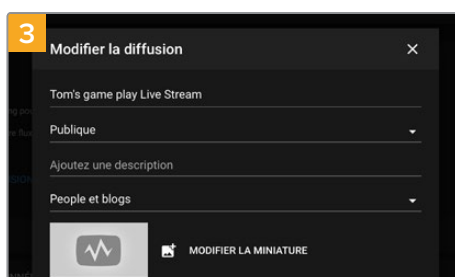 3
Modifier la diffusion
Tom's game play Live Stream
Publique
Ajoutez une description
People et blogs
MODIFIER LA MINIATURE